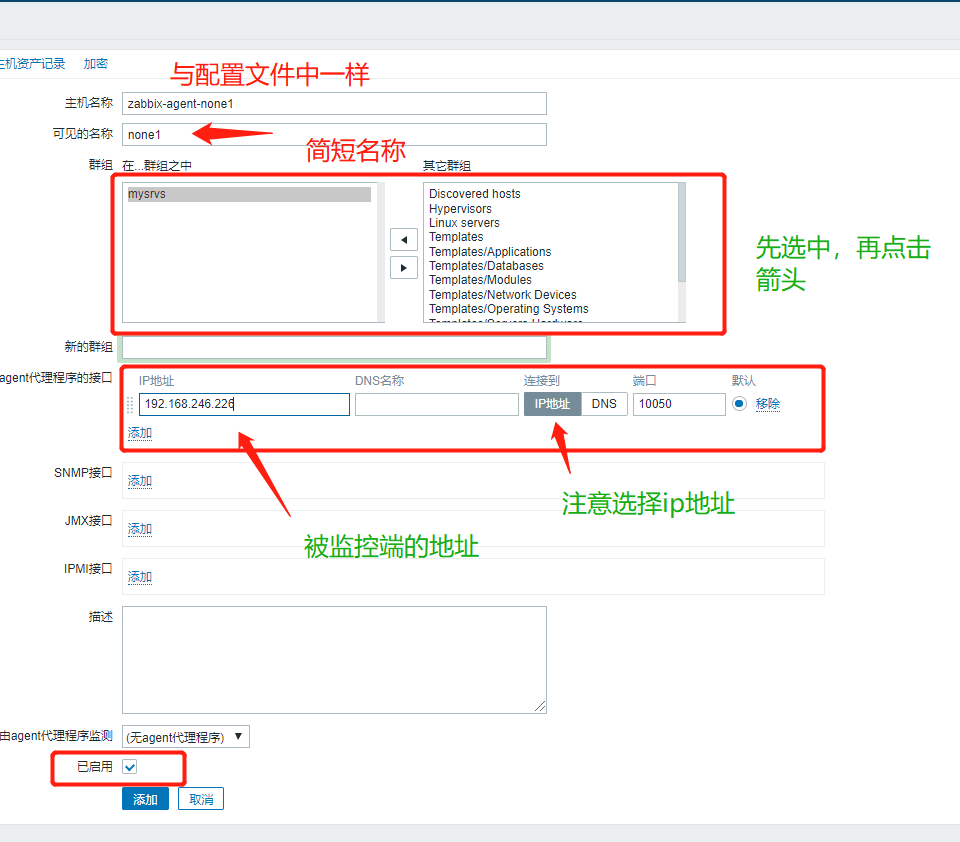 主机资产记录 加密
与配置文件中一样
主机名称 zabbix-agent-none1
可见的名称 none1
简短名称
群组 在...群组之中 其它群组
mysrvs
Discovered hosts
Hypervisors
Linux servers
Templates
Templates/Applications
Templates/Databases
Templates/Modules
Templates/Network Devices
Templates/Operating Systems
Templates/Servers Hardware
先选中，再点击
箭头
新的群组
agent代理程序的接口 IP地址 DNS名称 连接到 端口 默认
192.168.246.226 IP地址 DNS 10050 移除
添加
SNMP接口 添加
注意选择ip地址
JMX接口 添加
被监控端的地址
IPMI接口 添加
描述
由agent代理程序监测 (无agent代理程序)
已启用
添加 取消